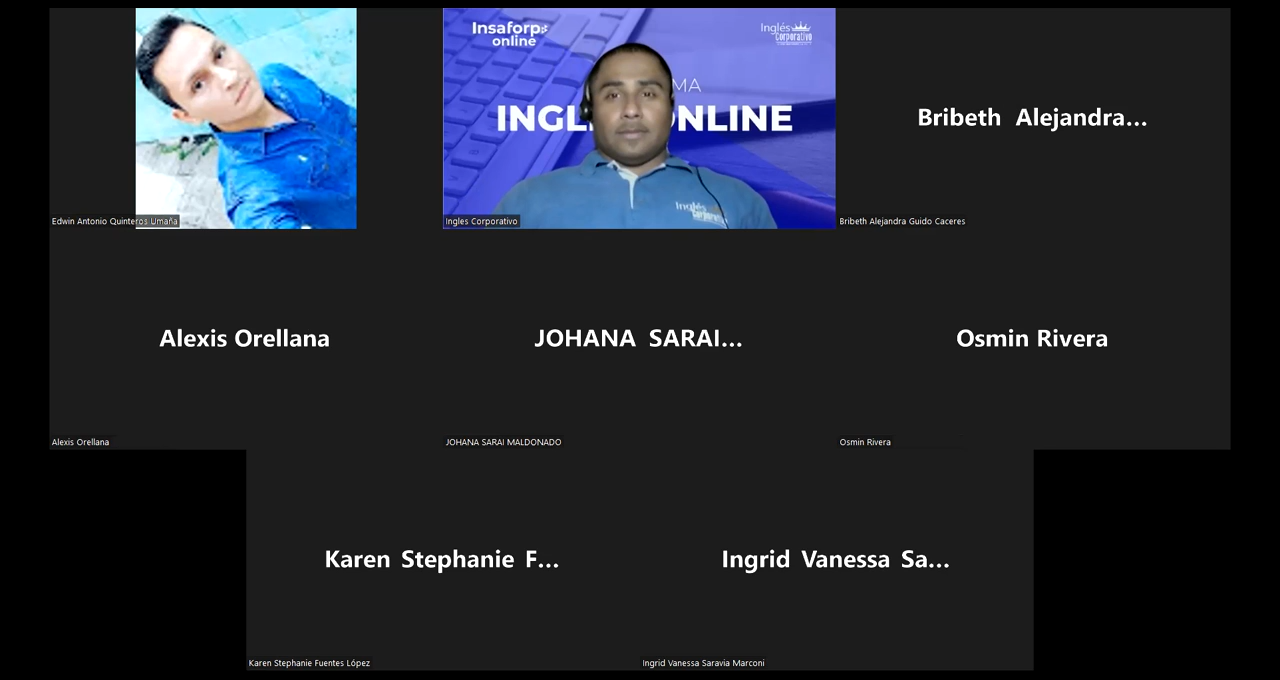 Insaforp
online
Inglés
Corporativo
MA
INGL ONLINE
Inglés
Edwin Antonio Quinteros Umaña
Ingles Corporativo
Bribeth Alejandra...
Bribeth Alejandra Guido Caceres
Alexis Orellana
JOHANA SARAI...
Osmin Rivera
Alexis Orellana
JOHANA SARAI MALDONADO
Osmin Rivera
Karen Stephanie F...
Ingrid Vanessa Sa...
Karen Stephanie Fuentes López
Ingrid Vanessa Saravia Marconi